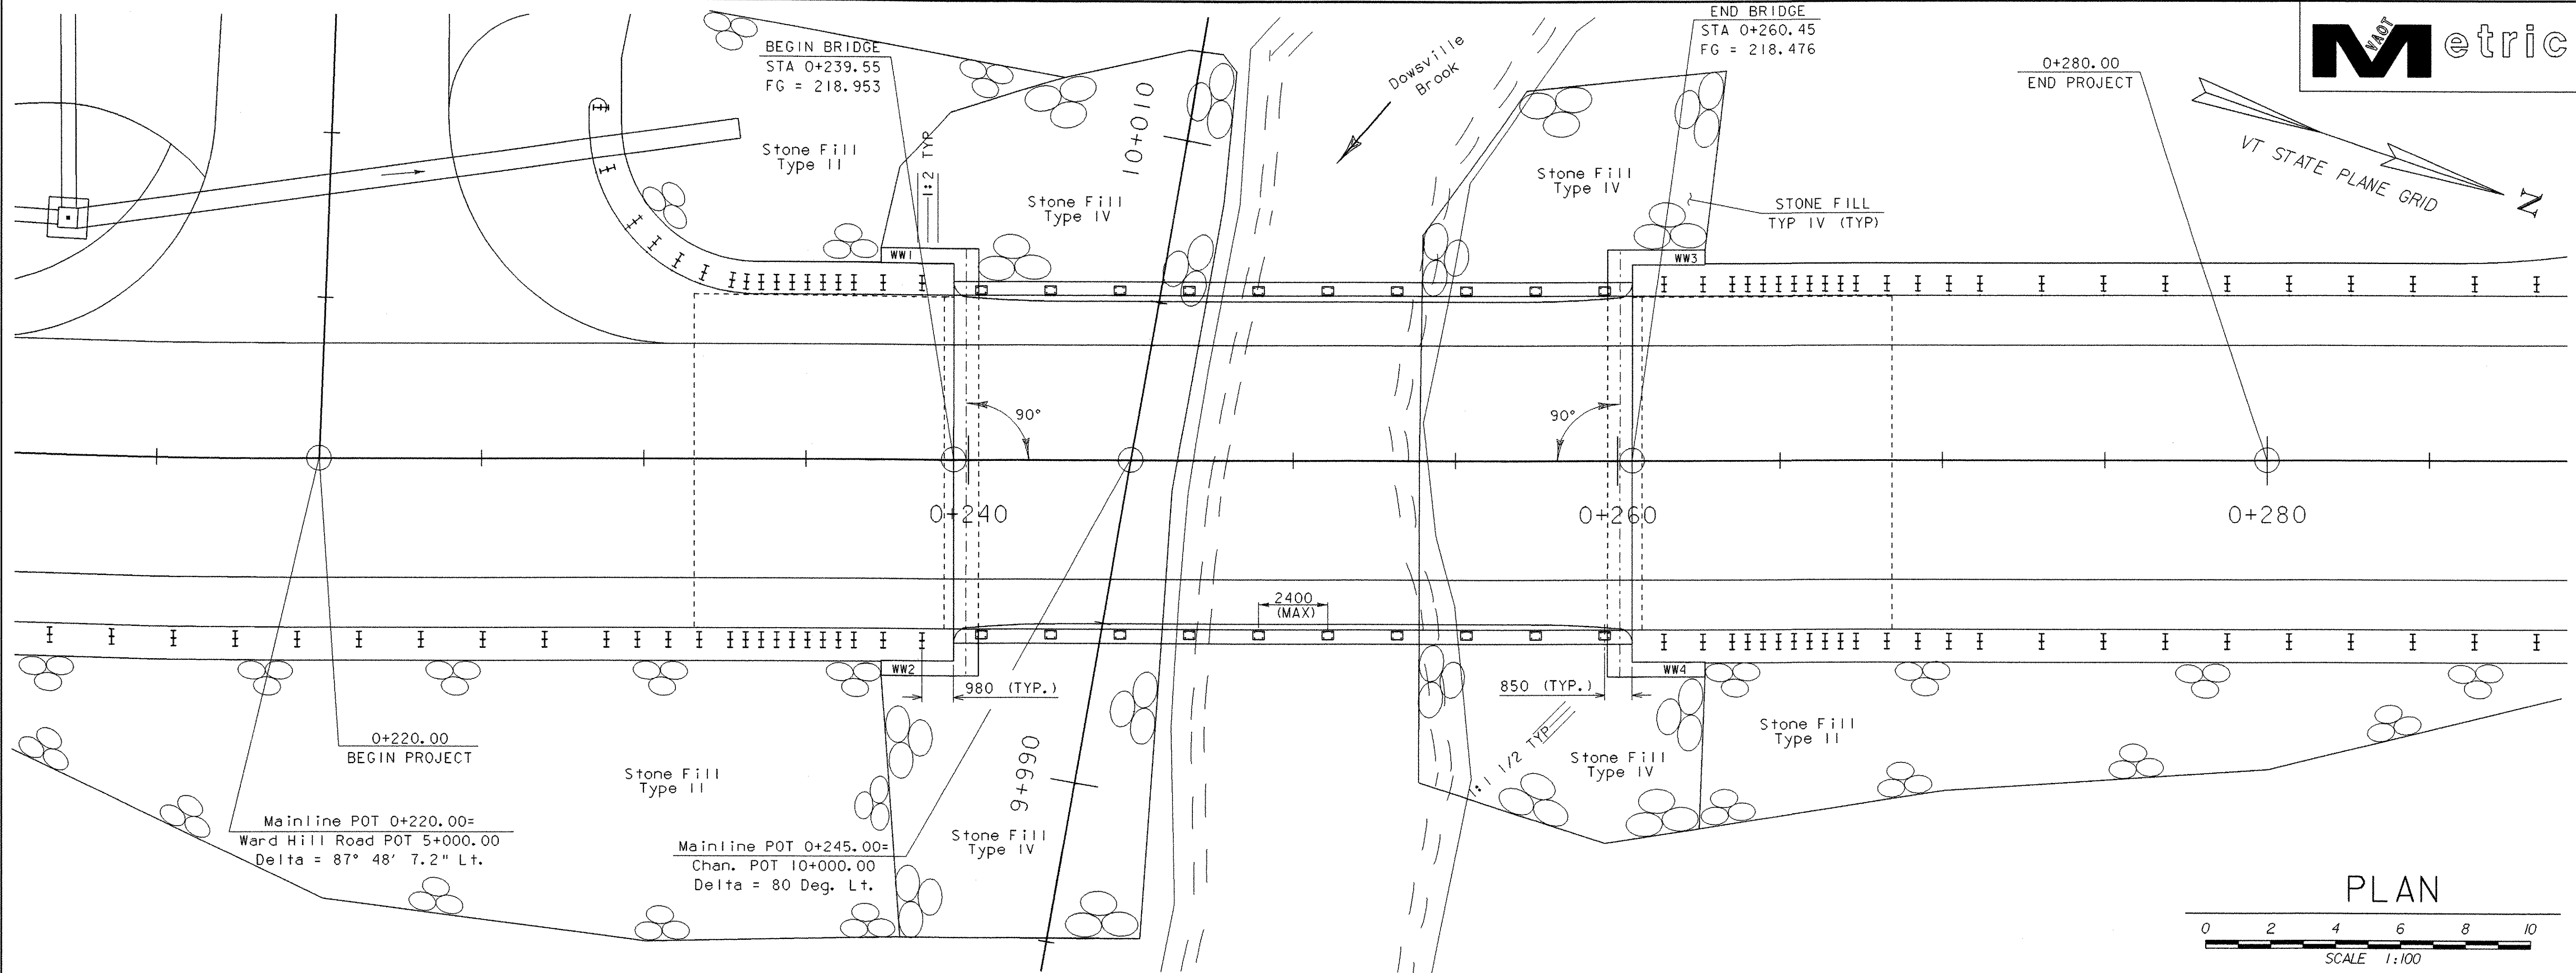 BEGIN BRIDGE
STA 0+239.55
FG = 218.953
END BRIDGE
STA 0+260.45
FG = 218.476
Dowsville
Brook
0+280.00
END PROJECT
VAOT
Metric
VT STATE PLANE GRID
N
Stone Fill
Type II
1:2 TYP
10+010
Stone Fill
Type IV
Stone Fill
Type IV
STONE FILL
TYP IV (TYP)
WW1
WW3
90°
90°
0+240
0+260
0+280
2400
(MAX)
WW2
WW4
980 (TYP.)
850 (TYP.)
0+220.00
BEGIN PROJECT
Stone Fill
Type II
9+990
1:1 1/2 TYP
Stone Fill
Type IV
Stone Fill
Type II
Mainline POT 0+220.00=
Ward Hill Road POT 5+000.00
Delta = 87° 48' 7.2" Lt.
Mainline POT 0+245.00=
Chan. POT 10+000.00
Delta = 80 Deg. Lt.
Stone Fill
Type IV
PLAN
0 2 4 6 8 10
SCALE 1:100